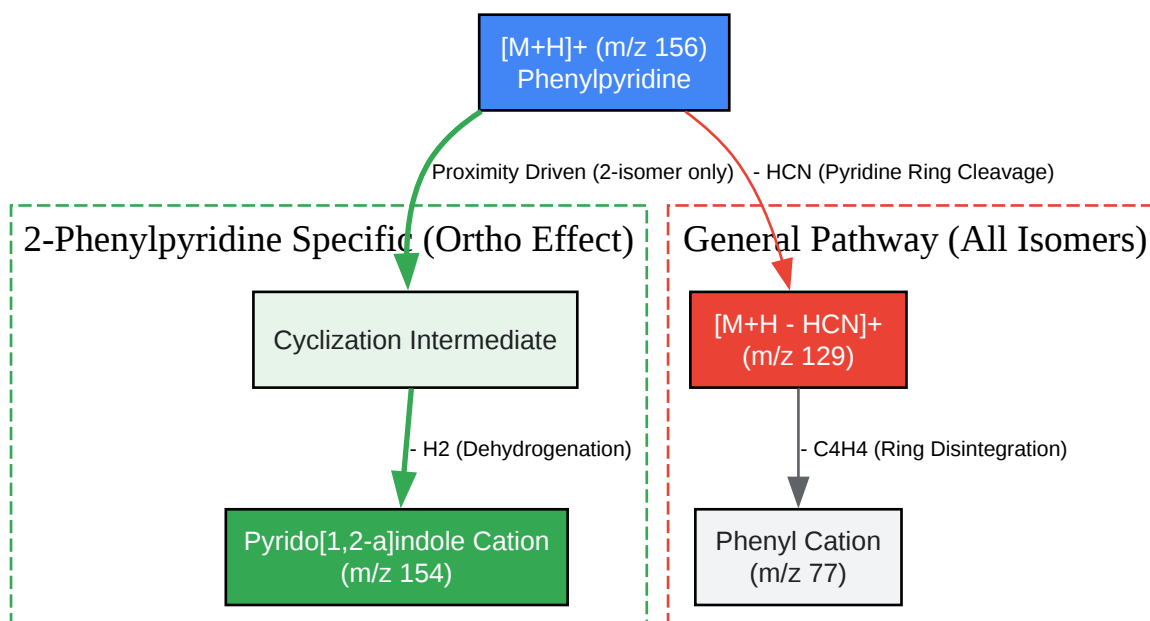 [M+H]+ (m/z 156)
Phenylpyridine
Proximity Driven (2-isomer only)
- HCN (Pyridine Ring Cleavage)
2-Phenylpyridine Specific (Ortho Effect)
General Pathway (All Isomers)
Cyclization Intermediate
[M+H - HCN]+
(m/z 129)
- H2 (Dehydrogenation)
- C4H4 (Ring Disintegration)
Pyrido[1,2-a]indole Cation
(m/z 154)
Phenyl Cation
(m/z 77)